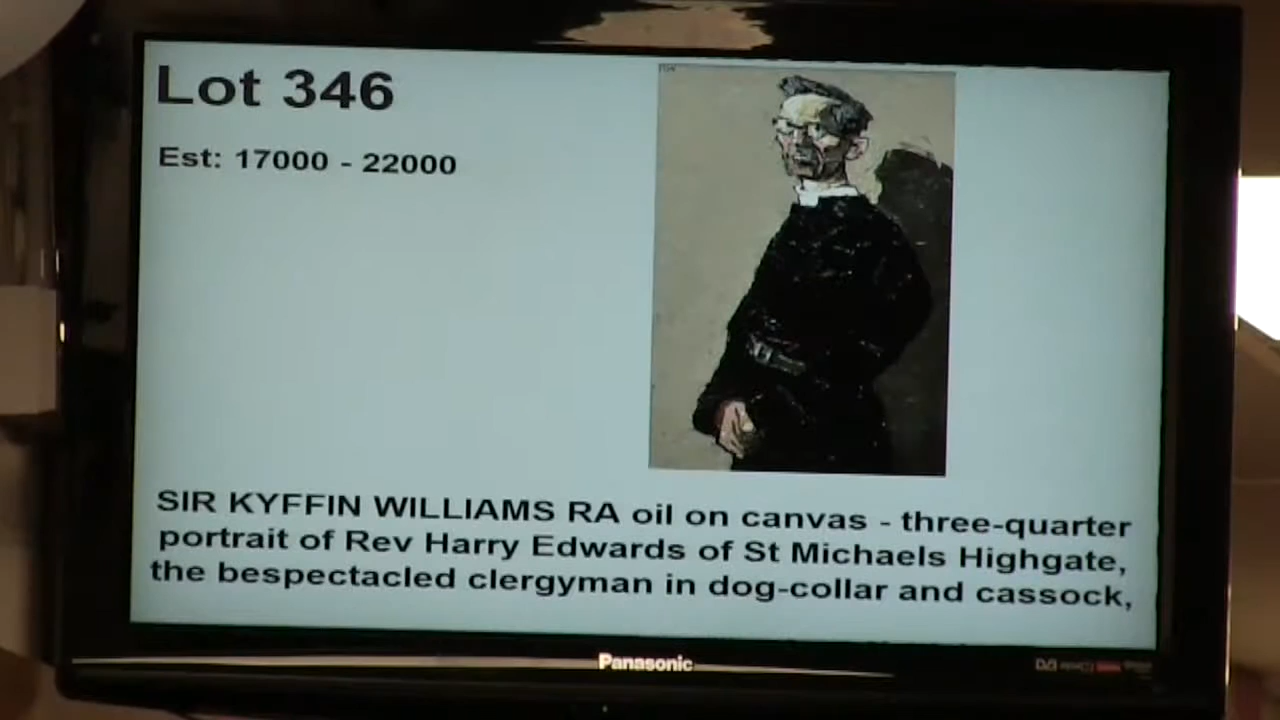 Lot 346
Est: 17000 - 22000
SIR KYFFIN WILLIAMS RA oil on canvas - three-quarter
portrait of Rev Harry Edwards of St Michaels Highgate,
the bespectacled clergyman in dog-collar and cassock,
Panasonic